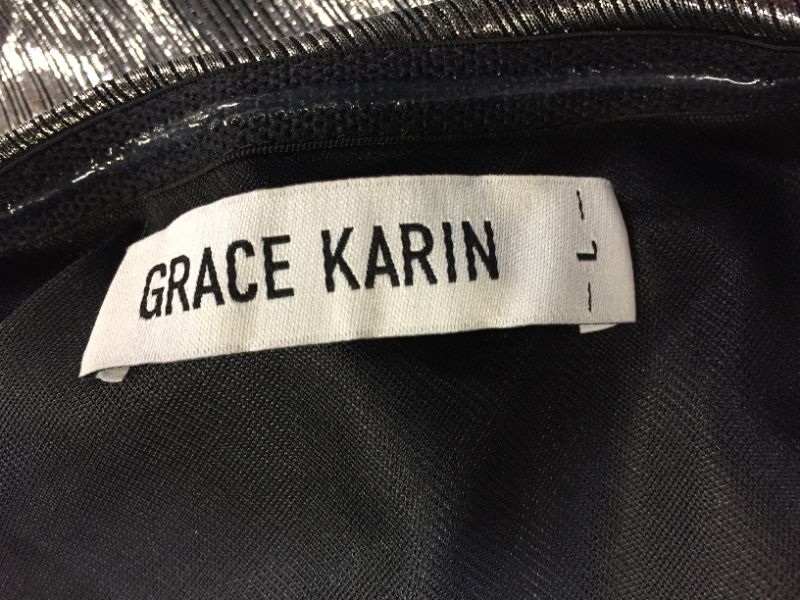 GRACE KARIN
- L -